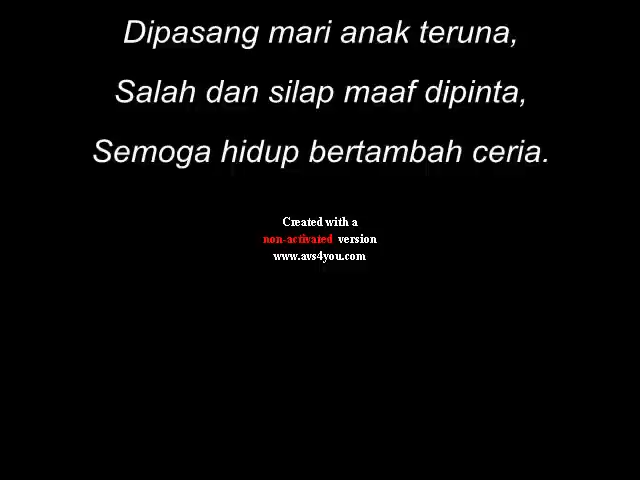 Dipasang mari anak teruna,
Salah dan silap maaf dipinta,
Semoga hidup bertambah ceria.
Created with a
non-activated version
www.avs4you.com